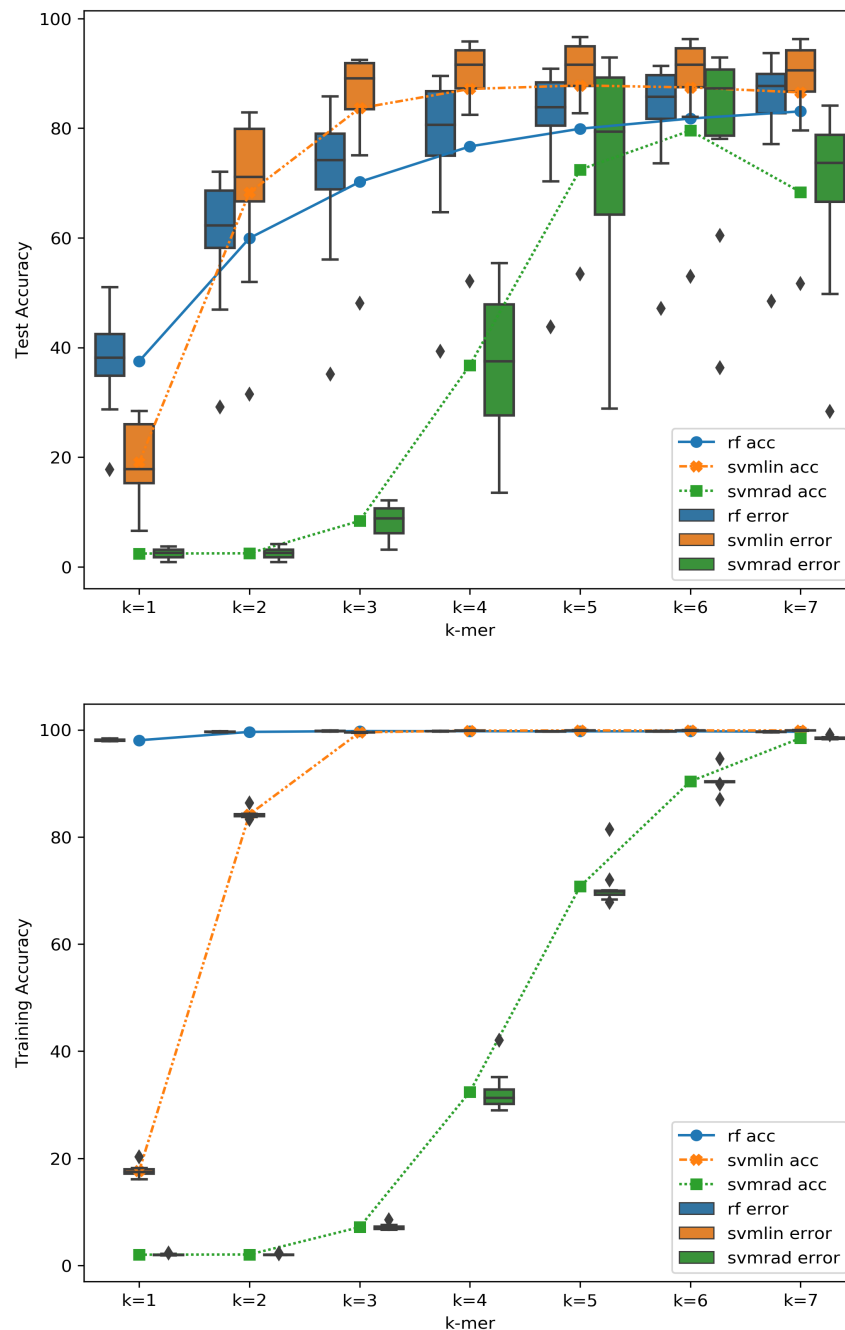 100
80
60
40
20
0
Test Accuracy
k=1 k=2 k=3 k=4 k=5 k=6 k=7
k-mer
rf acc
svmlin acc
svmrad acc
rf error
svmlin error
svmrad error
100
80
60
40
20
0
Training Accuracy
k=1 k=2 k=3 k=4 k=5 k=6 k=7
k-mer
rf acc
svmlin acc
svmrad acc
rf error
svmlin error
svmrad error